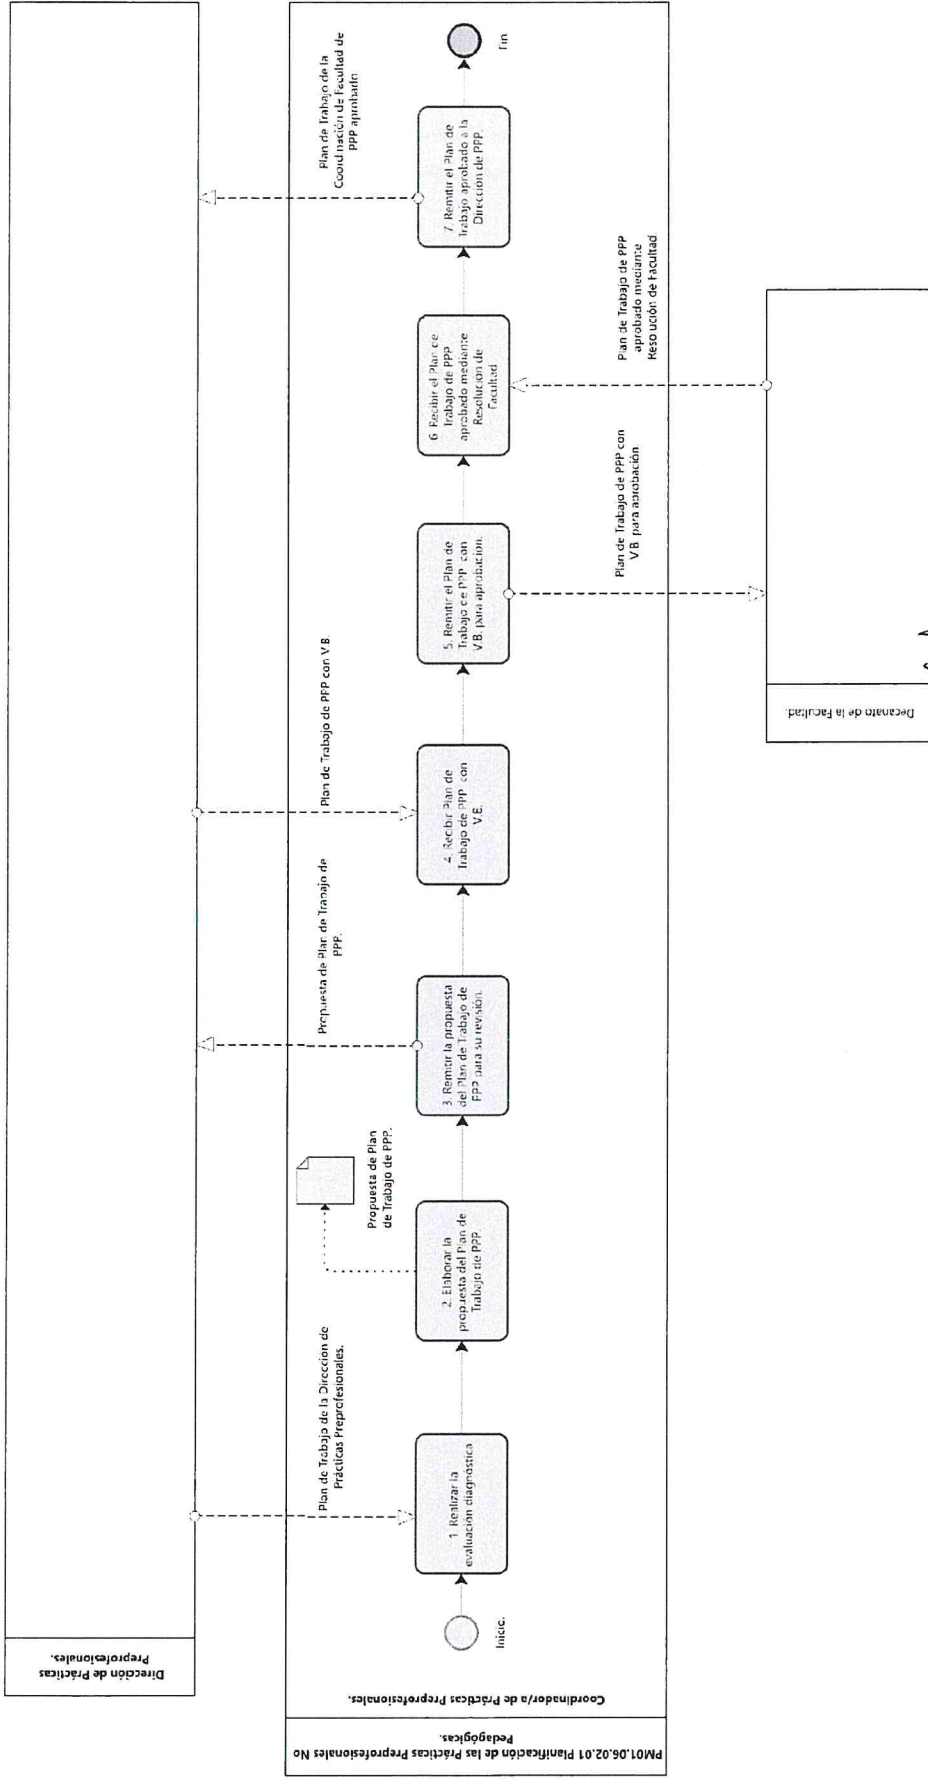 Dirección de Prácticas
Preprofesionales.
Plan de Trabajo de la Dirección de
Prácticas Preprofesionales.
Propuesta de Plan de Trabajo de
PPP.
Plan de Trabajo de PPP con V.B
Plan de Trabajo de la
Coordinación de Facultad de
PPP aprobado
PM01.06.02.01 Planificación de las Prácticas Preprofesionales No
Pedagógicas.
Coordinador/a de Prácticas Preprofesionales.
Inicio.
1. Realizar la
evaluación diagnóstica
2. Elaborar la
propuesta del Plan de
Trabajo de PPP.
Propuesta de Plan
de Trabajo de PPP.
3. Remitir la propuesta
del Plan de Trabajo de
PPP para su revisión.
4. Recibir Plan de
Trabajo de PPP con
V.B.
5. Remitir el Plan de
Trabajo de PPP con
V.B. para aprobación.
6 Recibir el Plan de
Trabajo de PPP
aprobado mediante
Resolución de
Facultad
7. Remitir el Plan de
Trabajo aprobado a la
Dirección de PPP.
Fin
Plan de Trabajo de PPP con
V.B. para aprobación
Plan de Trabajo de PPP
aprobado mediante
Resolución de Facultad
Decanato de la Facultad.